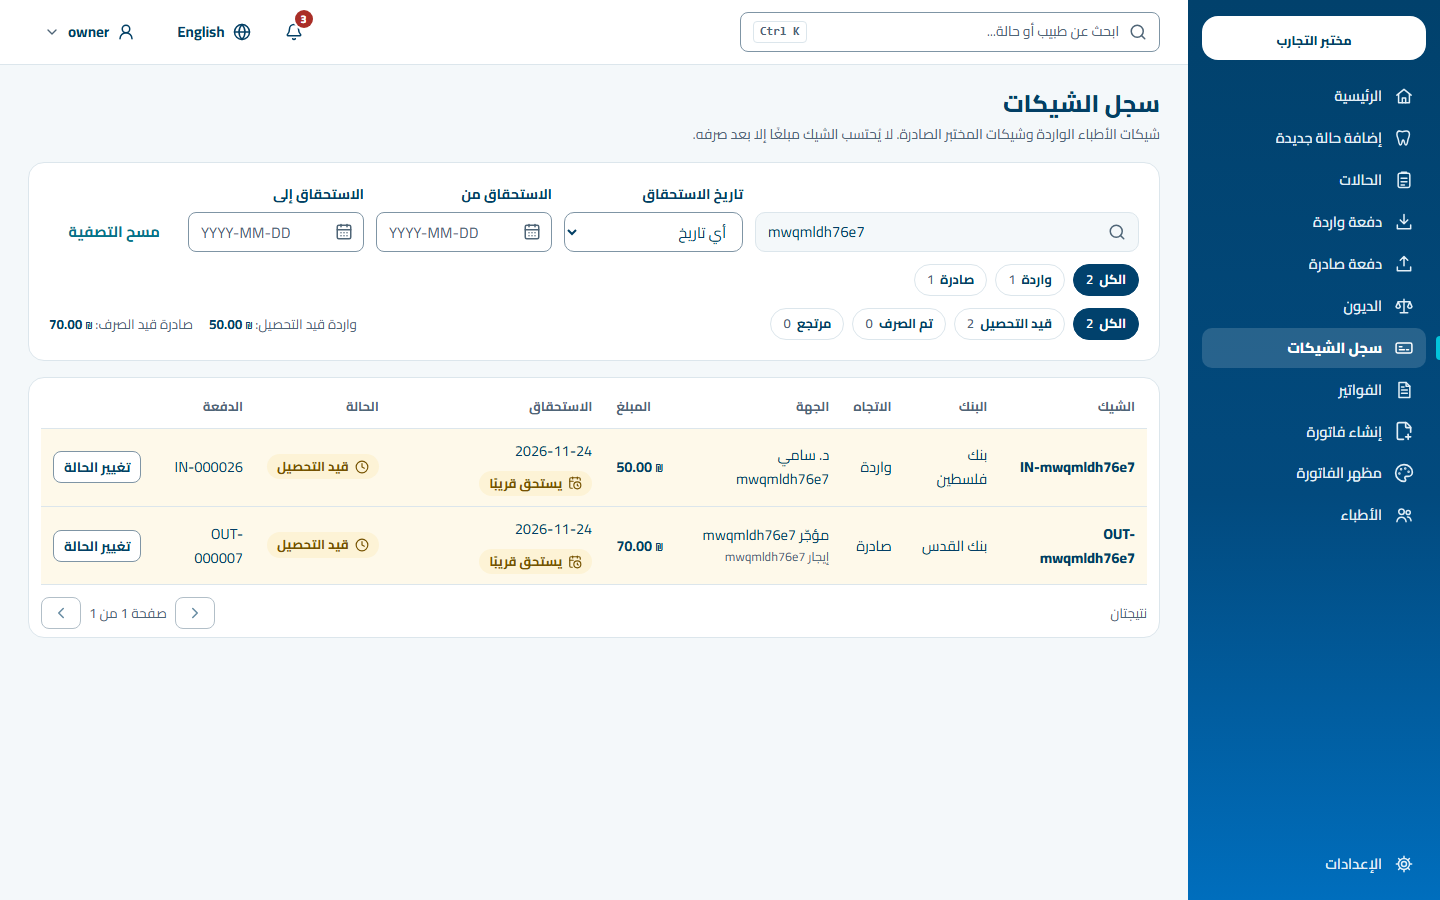 مختبر التجارب
الرئيسية
إضافة حالة جديدة
الحالات
دفعة واردة
دفعة صادرة
الديون
سجل الشيكات
الفواتير
إنشاء فاتورة
مظهر الفاتورة
الأطباء
الإعدادات
ابحث عن طبيب أو حالة...
Ctrl K
3
English
owner
سجل الشيكات
شيكات الأطباء الواردة وشيكات المختبر الصادرة. لا يُحتسب الشيك مبلغًا إلا بعد صرفه.
تاريخ الاستحقاق
الاستحقاق من
الاستحقاق إلى
mwqmldh76e7
أي تاريخ
YYYY-MM-DD
YYYY-MM-DD
مسح التصفية
الكل 2
واردة 1
صادرة 1
الكل 2
قيد التحصيل 2
تم الصرف 0
مرتجع 0
واردة قيد التحصيل: ₪ 50.00
صادرة قيد الصرف: ₪ 70.00
الشيك البنك الاتجاه الجهة المبلغ الاستحقاق الحالة الدفعة
IN-mwqmldh76e7
بنك
فلسطين
واردة
د. سامي
mwqmldh76e7
₪ 50.00
2026-11-24
يستحق قريبًا
قيد التحصيل
IN-000026
تغيير الحالة
OUT-
mwqmldh76e7
بنك القدس
صادرة
مؤجّر mwqmldh76e7
إيجار mwqmldh76e7
₪ 70.00
2026-11-24
يستحق قريبًا
قيد التحصيل
OUT-
000007
تغيير الحالة
نتيجتان
صفحة 1 من 1